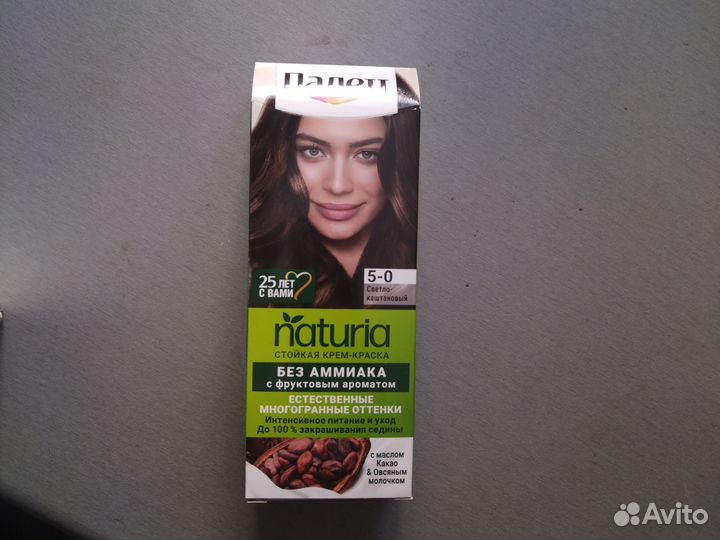 Палетт
25 ЛЕТ
С ВАМИ
5-0
Светло-
каштановый
naturia
СТОЙКАЯ КРЕМ-КРАСКА
БЕЗ АММИАКА
с фруктовым ароматом
ЕСТЕСТВЕННЫЕ
МНОГОГРАННЫЕ ОТТЕНКИ
Интенсивное питание и уход
До 100 % закрашивания седины
с маслом
Какао
& Овсяным
молочком
Avito